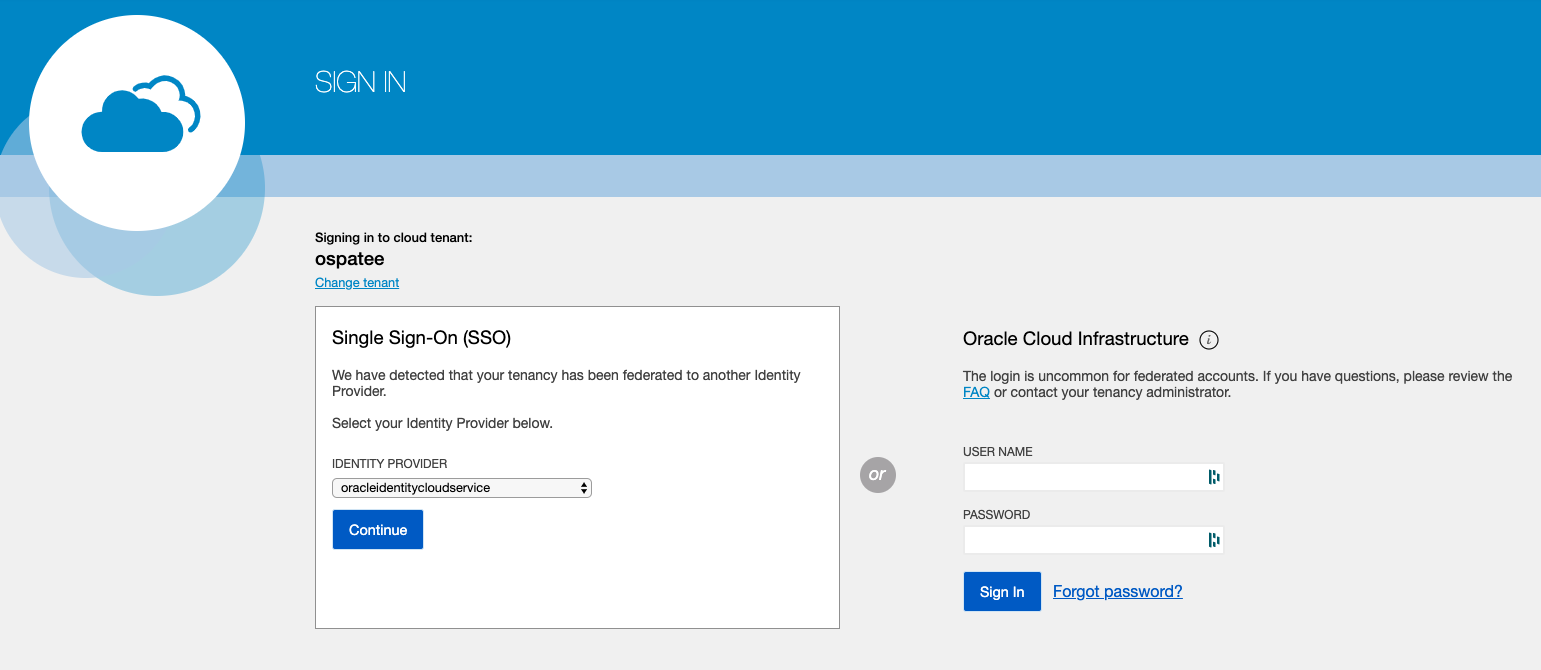 SIGN IN
Signing in to cloud tenant:
ospatee
Change tenant
Single Sign-On (SSO)
We have detected that your tenancy has been federated to another Identity
Provider.
Select your Identity Provider below.
IDENTITY PROVIDER
oracleidentitycloudservice
Continue
or
Oracle Cloud Infrastructure i
The login is uncommon for federated accounts. If you have questions, please review the
FAQ or contact your tenancy administrator.
USER NAME
PASSWORD
Sign In Forgot password?